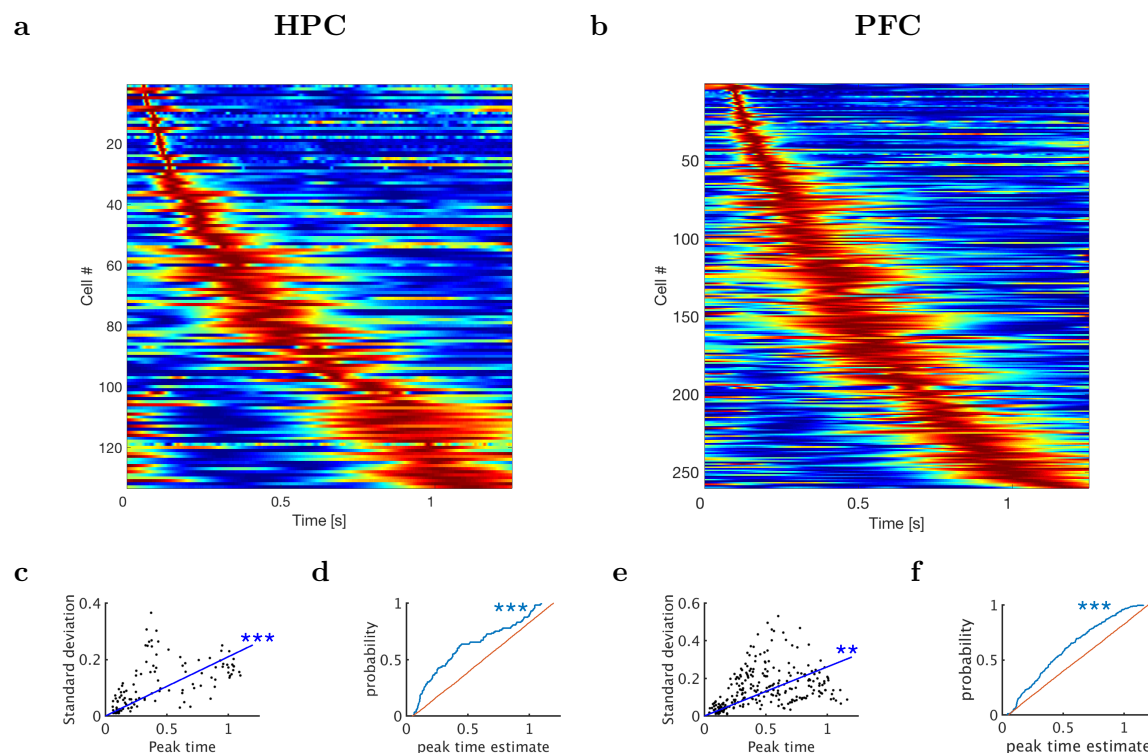 a HPC b PFC
20
40
60
80
100
120
Cell #
0 0.5 1
Time [s]
50
100
150
200
250
Cell #
0 0.5 1
Time [s]
c d e f
0.4
0.2
0
Standard deviation
***
0 0.5 1
Peak time
1
0.5
0
probability
***
0 0.5 1
peak time estimate
0.6
0.4
0.2
0
Standard deviation
**
0 0.5 1
Peak time
1
0.5
0
probability
***
0 0.5 1
peak time estimate